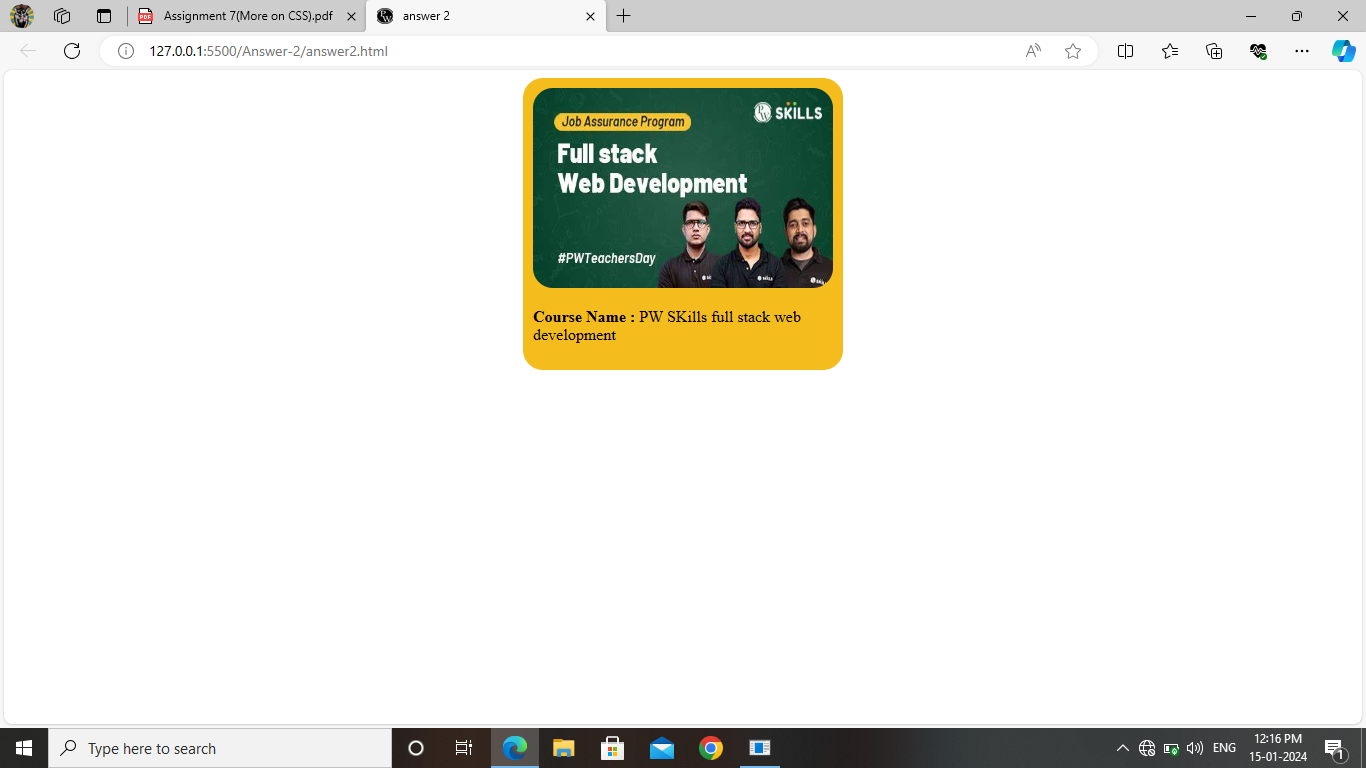 Assignment 7(More on CSS).pdf
answer 2
127.0.0.1:5500/Answer-2/answer2.html
PW SKILLS
Job Assurance Program
Full stack
Web Development
#PWTeachersDay
Course Name : PW SKills full stack web
development
Type here to search
ENG
12:16 PM
15-01-2024
1